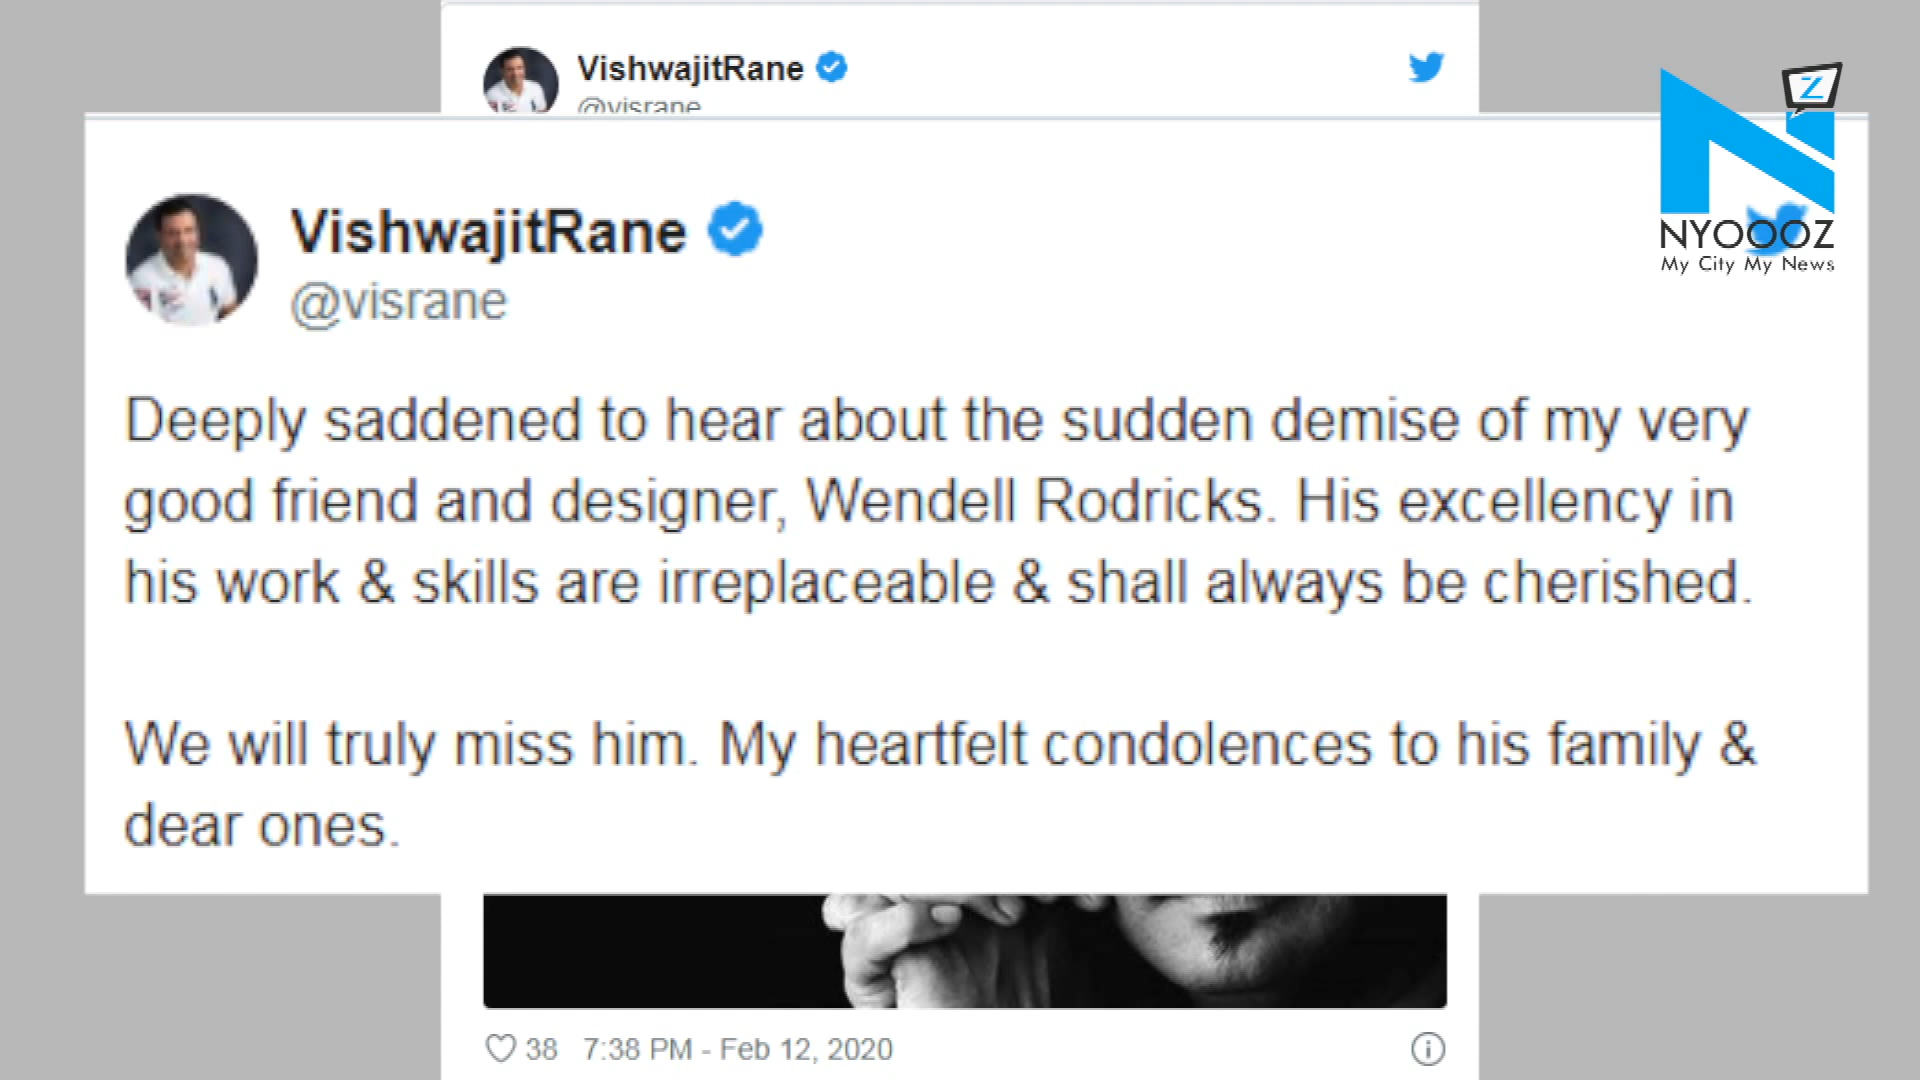 VishwajitRane
@visrane
Z
NYOOOZ
My City My News
VishwajitRane
@visrane
Deeply saddened to hear about the sudden demise of my very
good friend and designer, Wendell Rodricks. His excellency in
his work & skills are irreplaceable & shall always be cherished.
We will truly miss him. My heartfelt condolences to his family &
dear ones.
38 7:38 PM - Feb 12, 2020